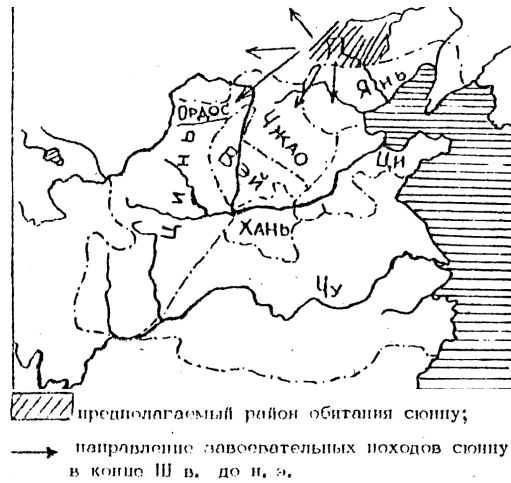 Янь
Ордос
Цинь
Чжао
Вэй
Ци
Хань
Цу
предполагаемый район обитания сюнну;
направление завоевательных походов сюнну
в конце III в. до н. э.